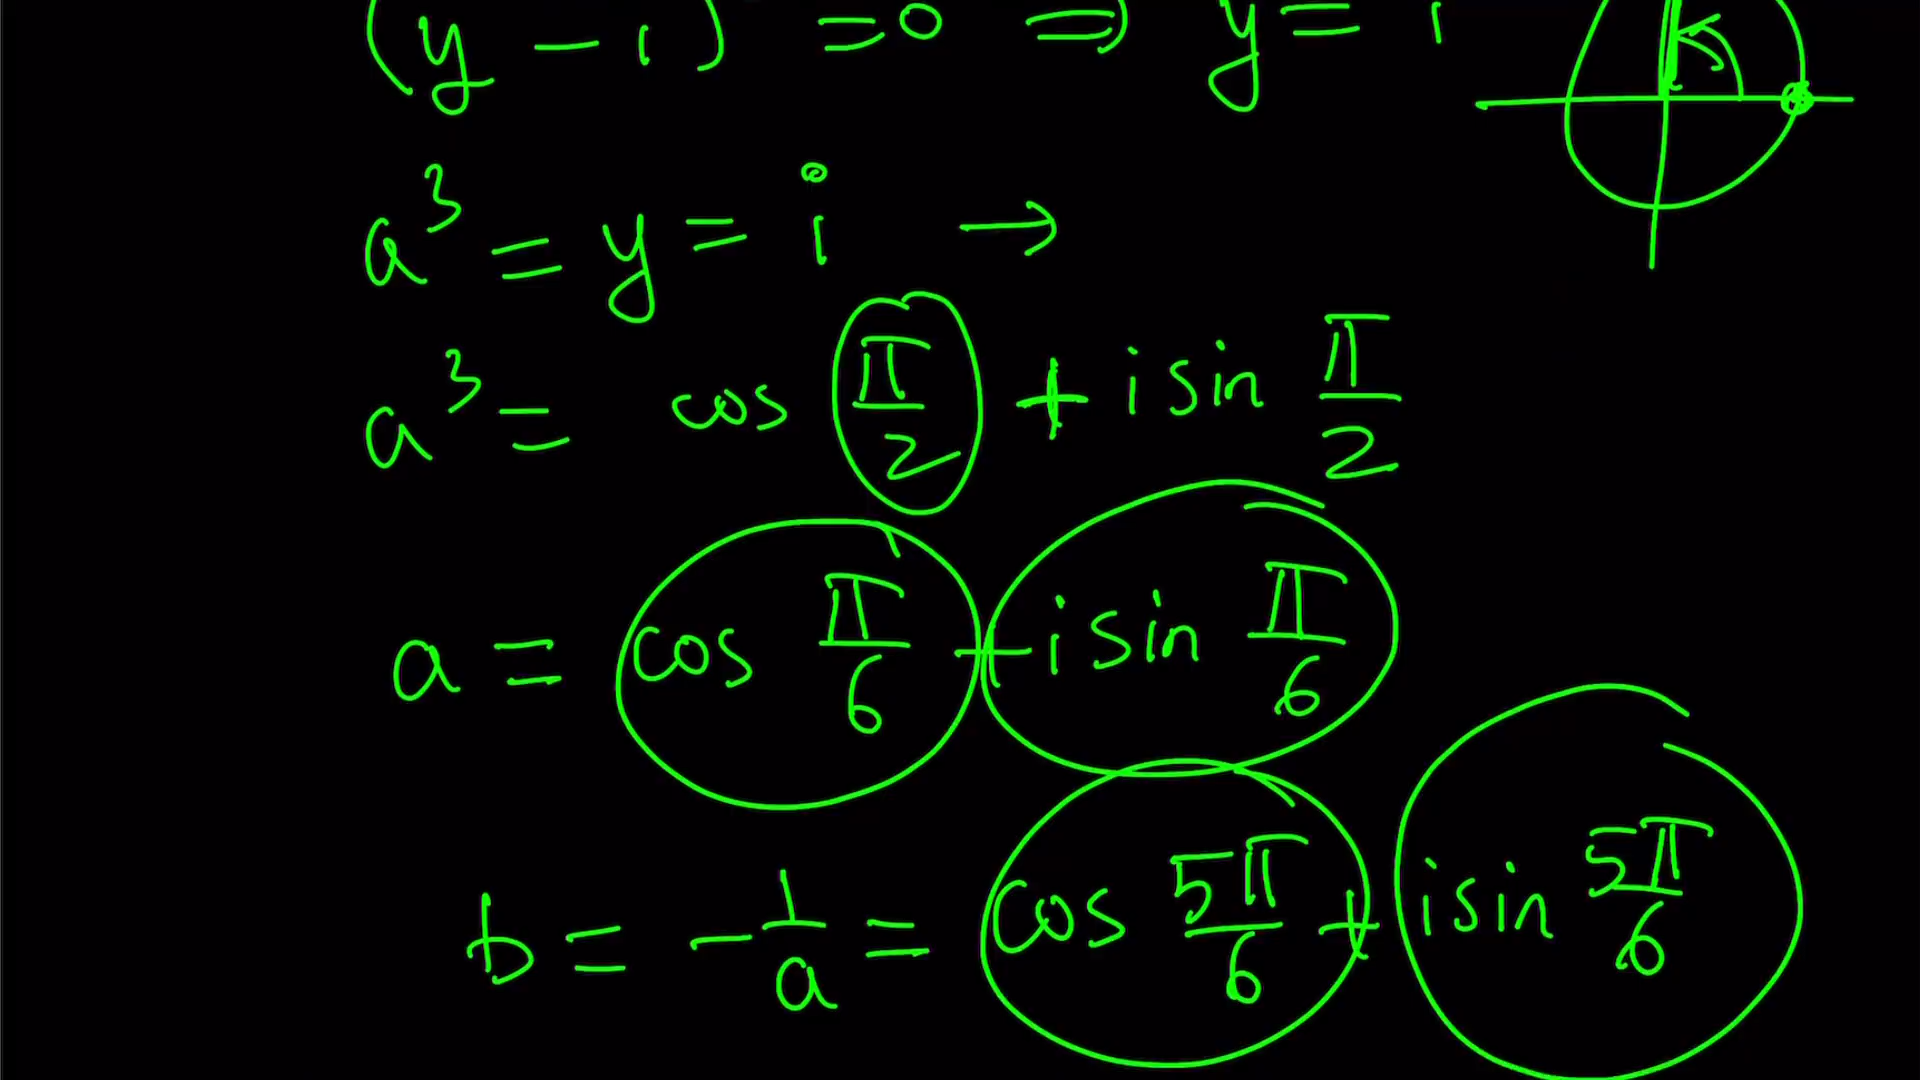 (y - i) = 0 ⇒ y = i
a³ = y = i →
a³ = cos π/2 + i sin π/2
a = cos π/6 + i sin π/6
b = - 1/a = cos 5π/6 + i sin 5π/6